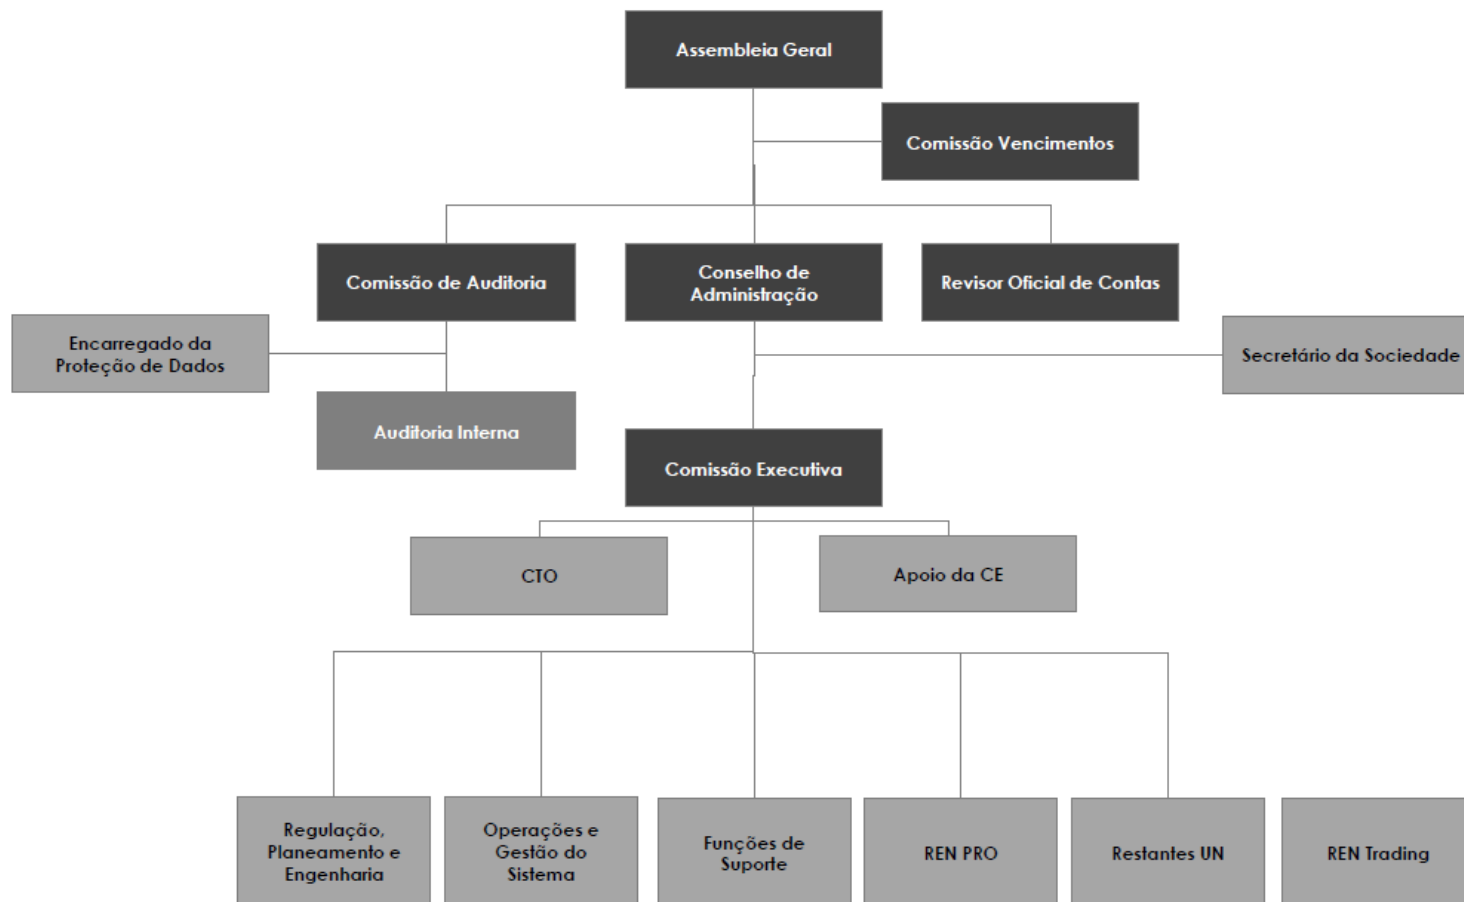 Assembleia Geral
Comissão Vencimentos
Comissão de Auditoria
Conselho de
Administração
Revisor Oficial de Contas
Encarregado da
Proteção de Dados
Secretário da Sociedade
Auditoria Interna
Comissão Executiva
CTO
Apoio da CE
Regulação,
Planeamento e
Engenharia
Operações e
Gestão do
Sistema
Funções de
Suporte
REN PRO
Restantes UN
REN Trading